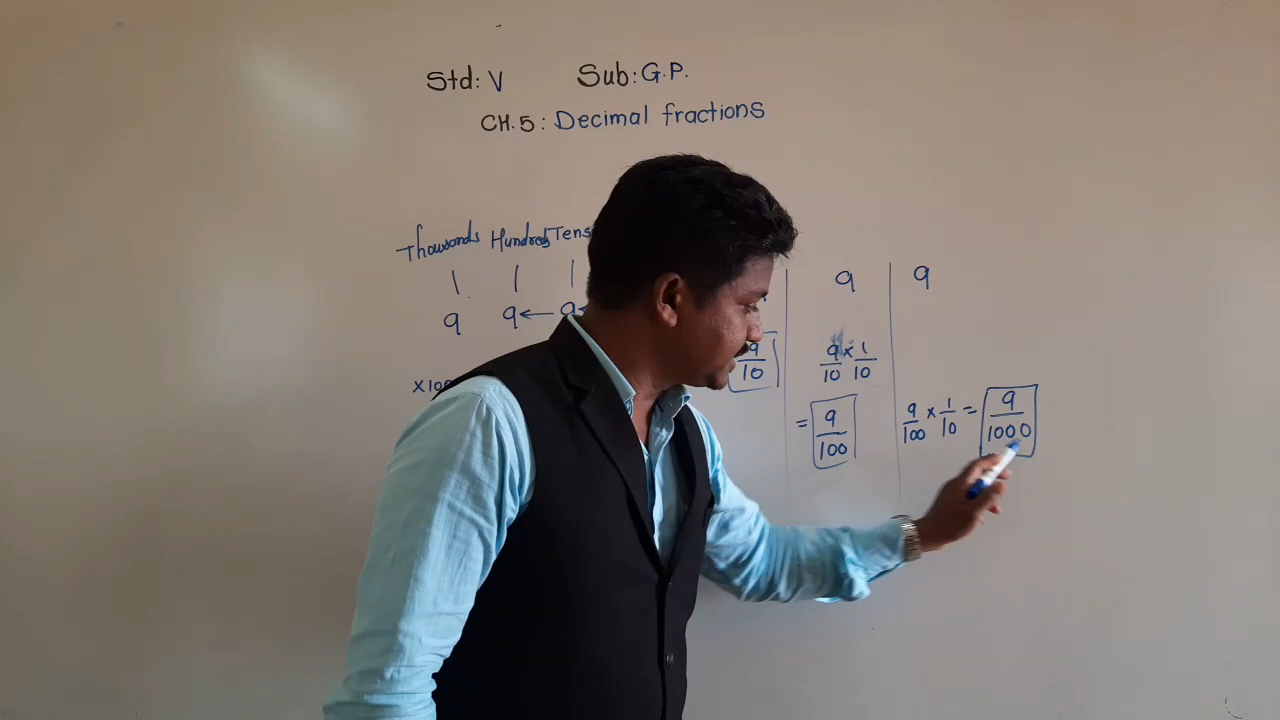 Std: V Sub: G.P.
CH.5: Decimal fractions
Thousands Hundreds Tens
1 1 1 9 9
9 9 ← 9
9/10 9/10 × 1/10
= 9/100 9/100 × 1/10 = 9/1000